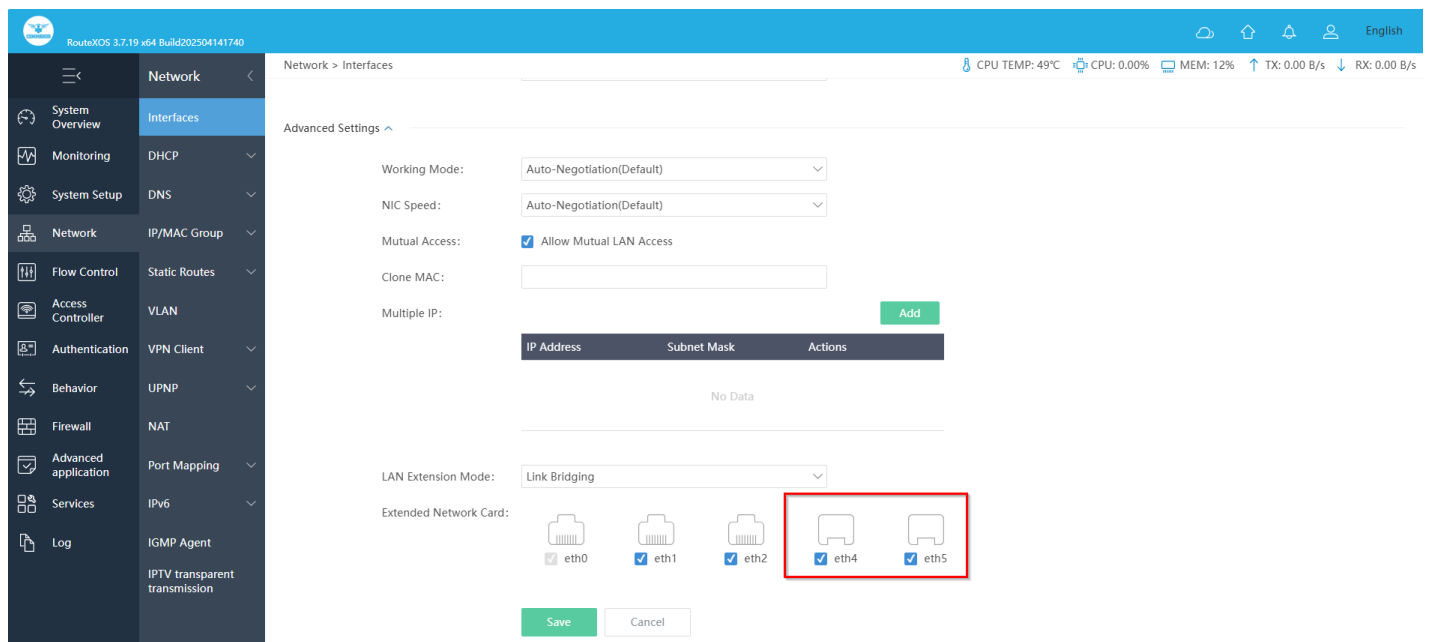 RouteXOS 3.7.19 x64 Build202504141740
English
Network
Network > Interfaces
CPU TEMP: 49℃ CPU: 0.00% MEM: 12% TX: 0.00 B/s RX: 0.00 B/s
System
Overview
Monitoring
System Setup
Network
Flow Control
Access
Controller
Authentication
Behavior
Firewall
Advanced
application
Services
Log
Interfaces
DHCP
DNS
IP/MAC Group
Static Routes
VLAN
VPN Client
UPNP
NAT
Port Mapping
IPv6
IGMP Agent
IPTV transparent
transmission
Advanced Settings
Working Mode: Auto-Negotiation(Default)
NIC Speed: Auto-Negotiation(Default)
Mutual Access: Allow Mutual LAN Access
Clone MAC:
Multiple IP: Add
IP Address Subnet Mask Actions
No Data
LAN Extension Mode: Link Bridging
Extended Network Card:
eth0 eth1 eth2 eth4 eth5
Save Cancel